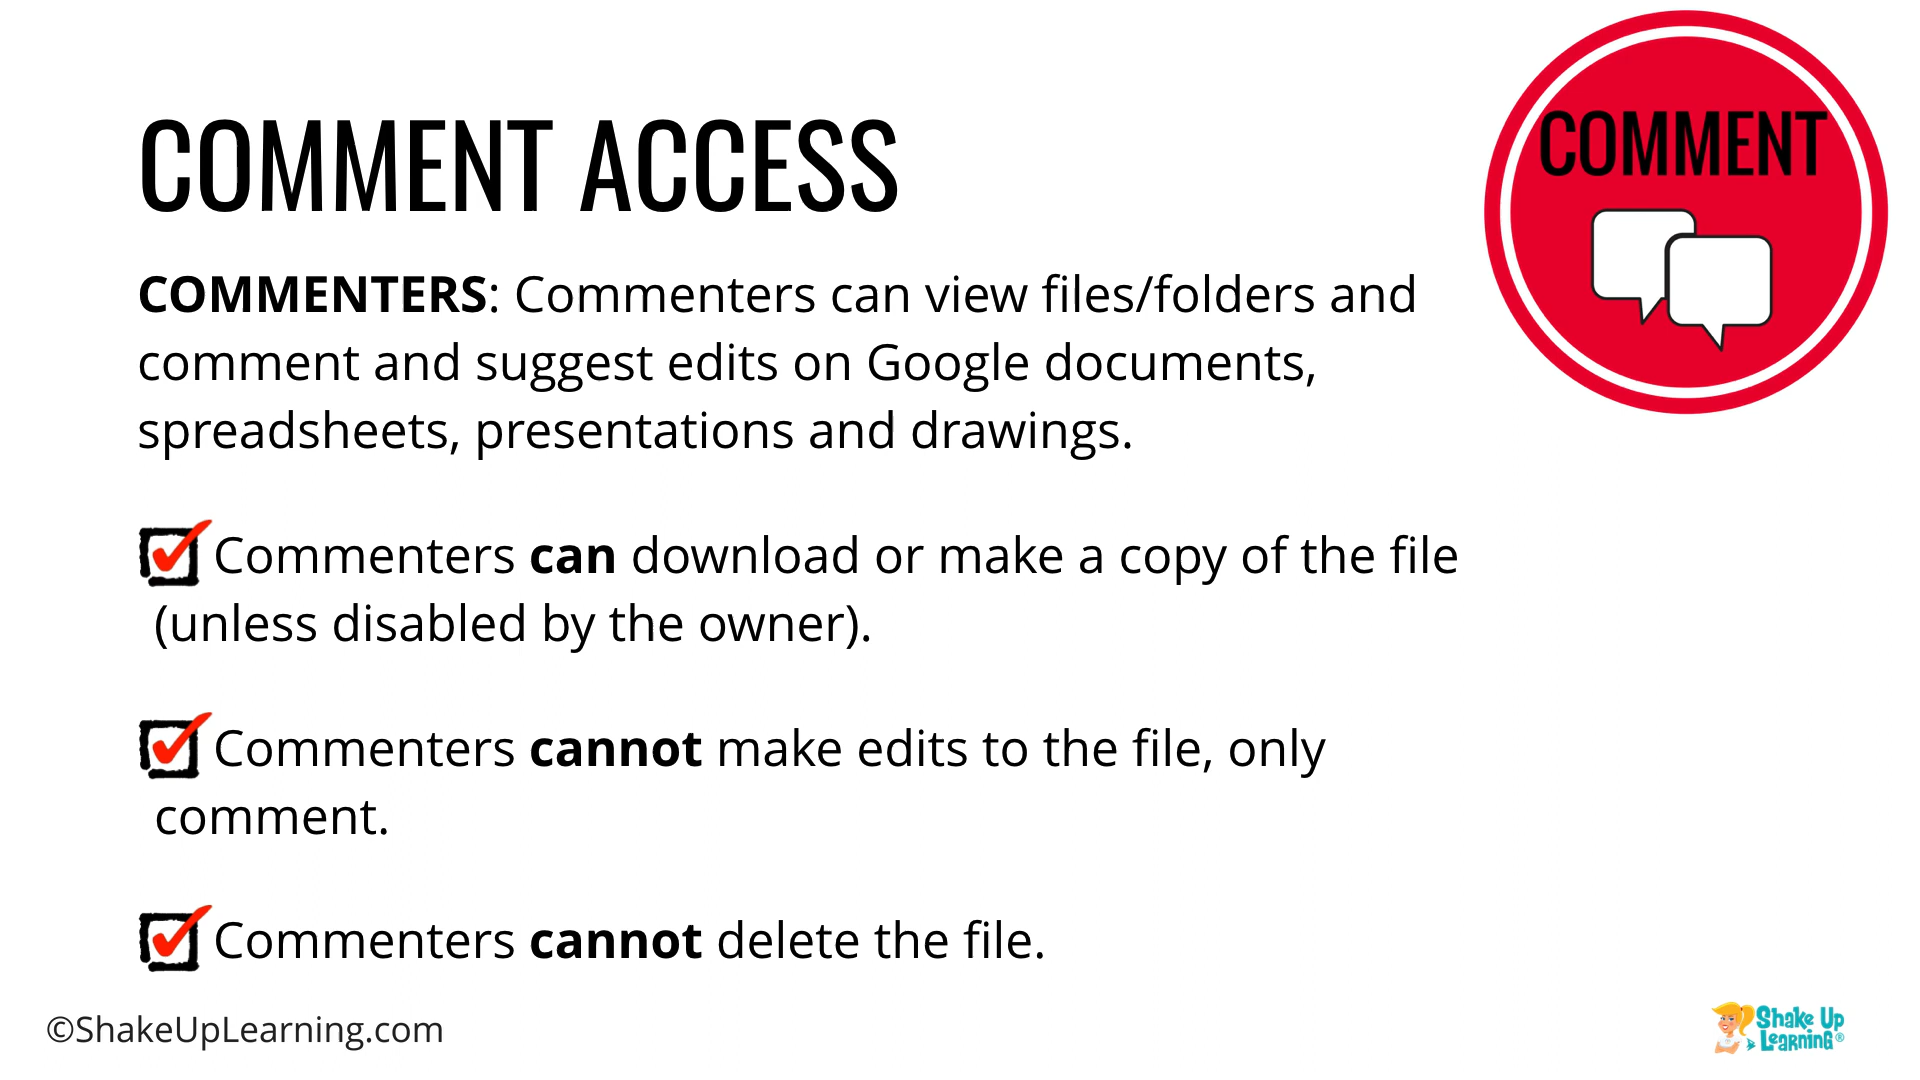 COMMENT ACCESS
COMMENT
COMMENTERS: Commenters can view files/folders and
comment and suggest edits on Google documents,
spreadsheets, presentations and drawings.
Commenters can download or make a copy of the file
(unless disabled by the owner).
Commenters cannot make edits to the file, only
comment.
Commenters cannot delete the file.
©ShakeUpLearning.com
Shake Up
Learning®